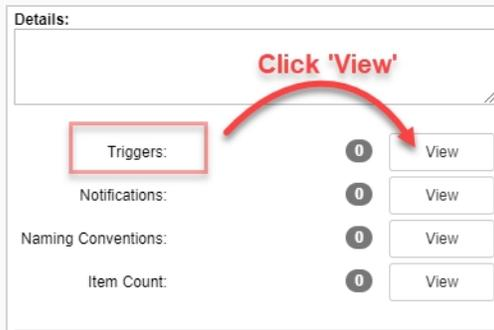 Details:
Click 'View'
Triggers: 0 View
Notifications: 0 View
Naming Conventions: 0 View
Item Count: 0 View